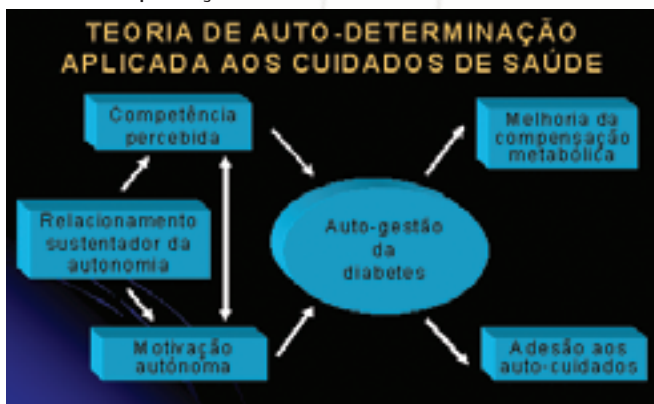 TEORIA DE AUTO-DETERMINAÇÃO
APLICADA AOS CUIDADOS DE SAÚDE
Competência
percebida
Melhoria da
compensação
metabólica
Relacionamento
sustentador da
autonomia
Auto-gestão
da
diabetes
Motivação
autónoma
Adesão aos
auto-cuidados